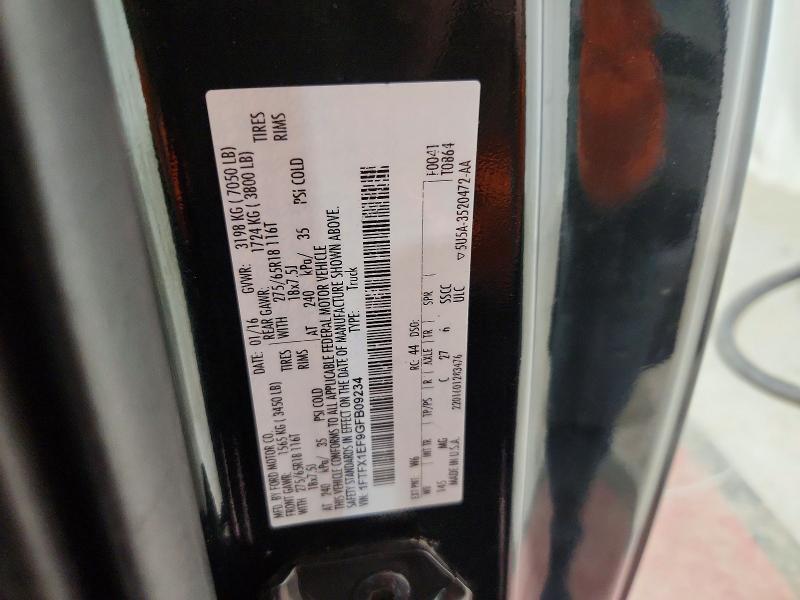 MFD. BY FORD MOTOR CO.
DATE: 01/16 GVWR: 3198 KG ( 7050 LB)
FRONT GAWR: 1565 KG ( 3450 LB) REAR GAWR: 1724 KG ( 3800 LB)
WITH 275/65R18 116T TIRES WITH 275/65R18 116T TIRES
18x7.5J RIMS 18x7.5J RIMS
AT 240 kPa/ 35 PSI COLD AT 240 kPa/ 35 PSI COLD
THIS VEHICLE CONFORMS TO ALL APPLICABLE FEDERAL MOTOR VEHICLE
SAFETY STANDARDS IN EFFECT ON THE DATE OF MANUFACTURE SHOWN ABOVE.
VIN: 1FTFX1EF9GFB09234 TYPE: Truck
EXT PNT: RC: 44 DSO: F0041
WB INT TR TP/PS R AXLE TR SPR T0864
145 MG C 27 6 SSCC
ULC
MADE IN U.S.A. ▽5U5A-3520472-AA